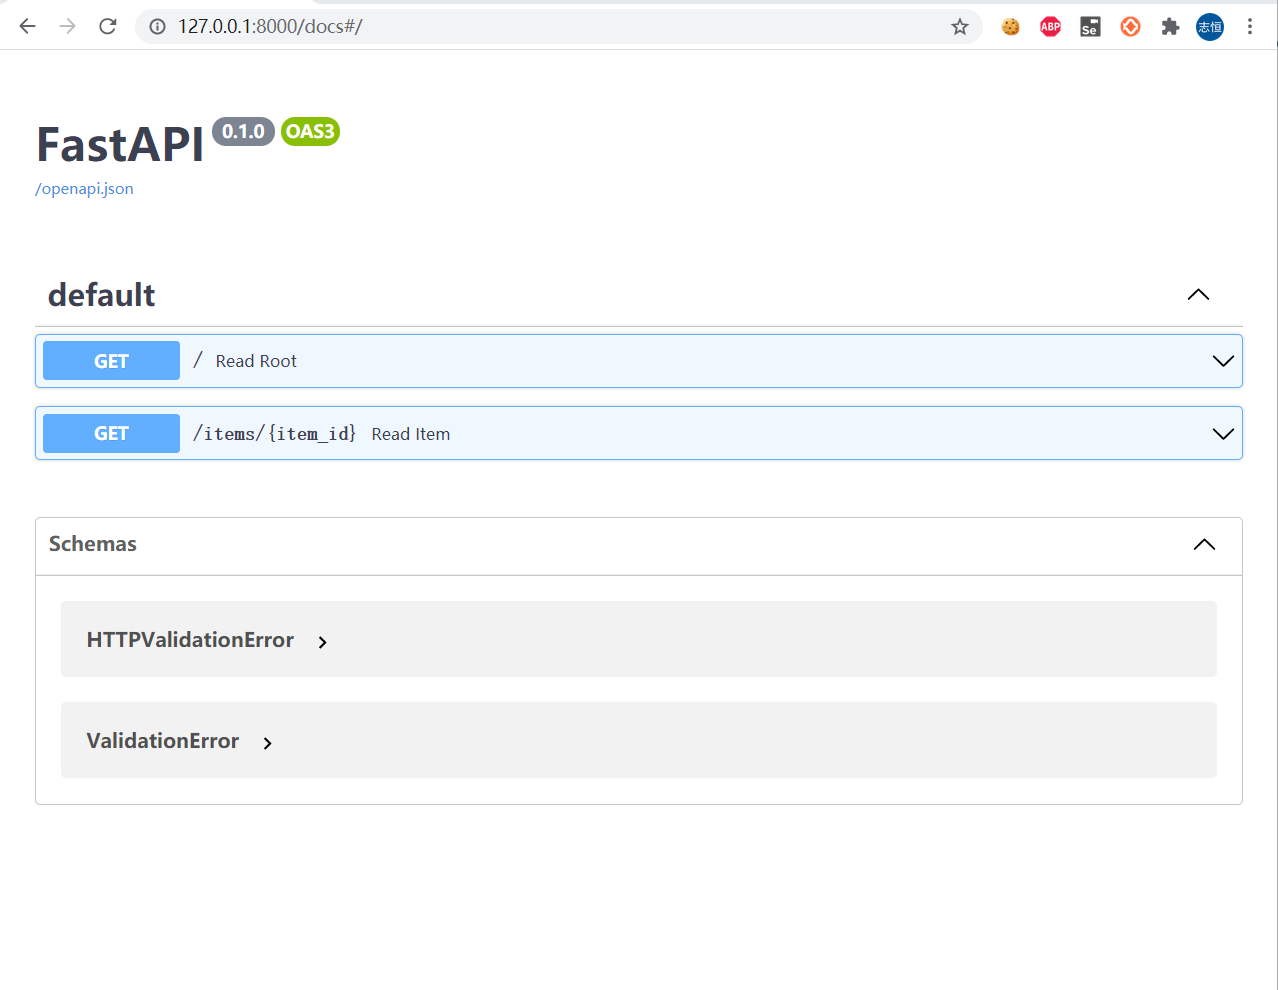 127.0.0.1:8000/docs#/
ABP
Se
志恒
FastAPI 0.1.0 OAS3
/openapi.json
default
GET / Read Root
GET /items/{item_id} Read Item
Schemas
HTTPValidationError
ValidationError